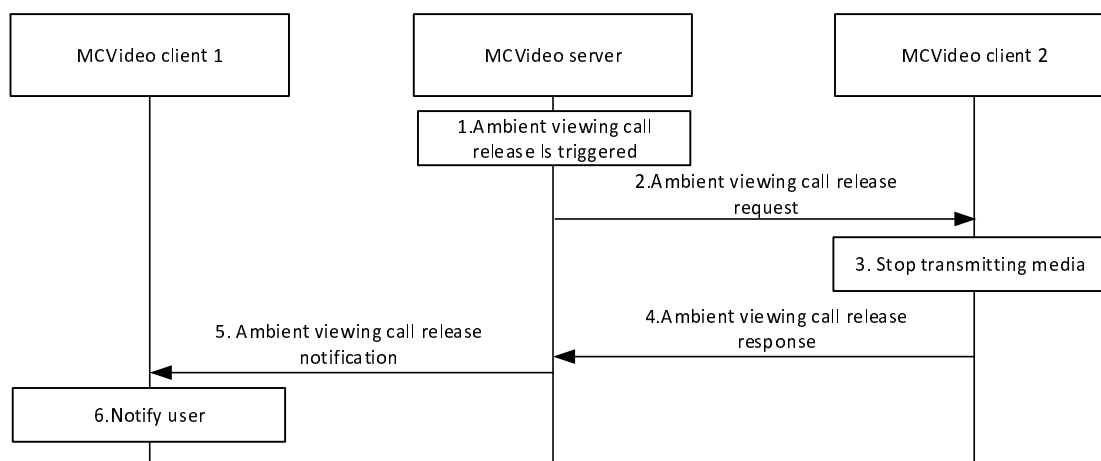 MCVideo client 1
MCVideo server
MCVideo client 2
1.Ambient viewing call
release Is triggered
2.Ambient viewing call release
request
3. Stop transmitting media
4.Ambient viewing call release
response
5. Ambient viewing call release
notification
6.Notify user